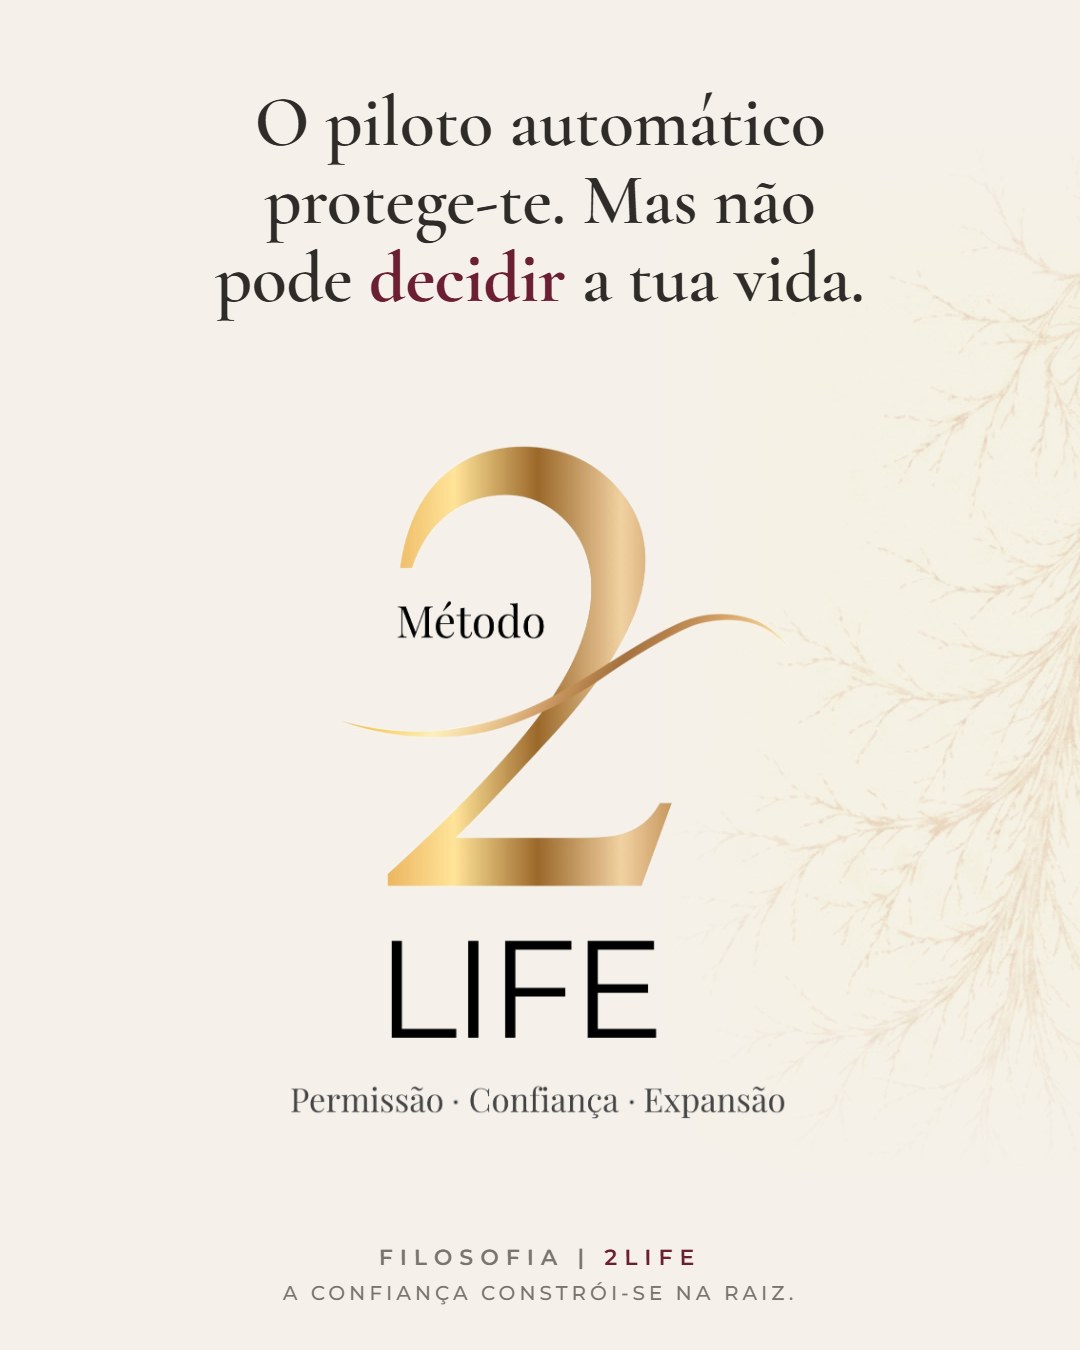 O piloto automático
protege-te. Mas não
pode decidir a tua vida.
2
Método
LIFE
Permissão · Confiança · Expansão
FILOSOFIA | 2LIFE
A CONFIANÇA CONSTRÓI-SE NA RAIZ.